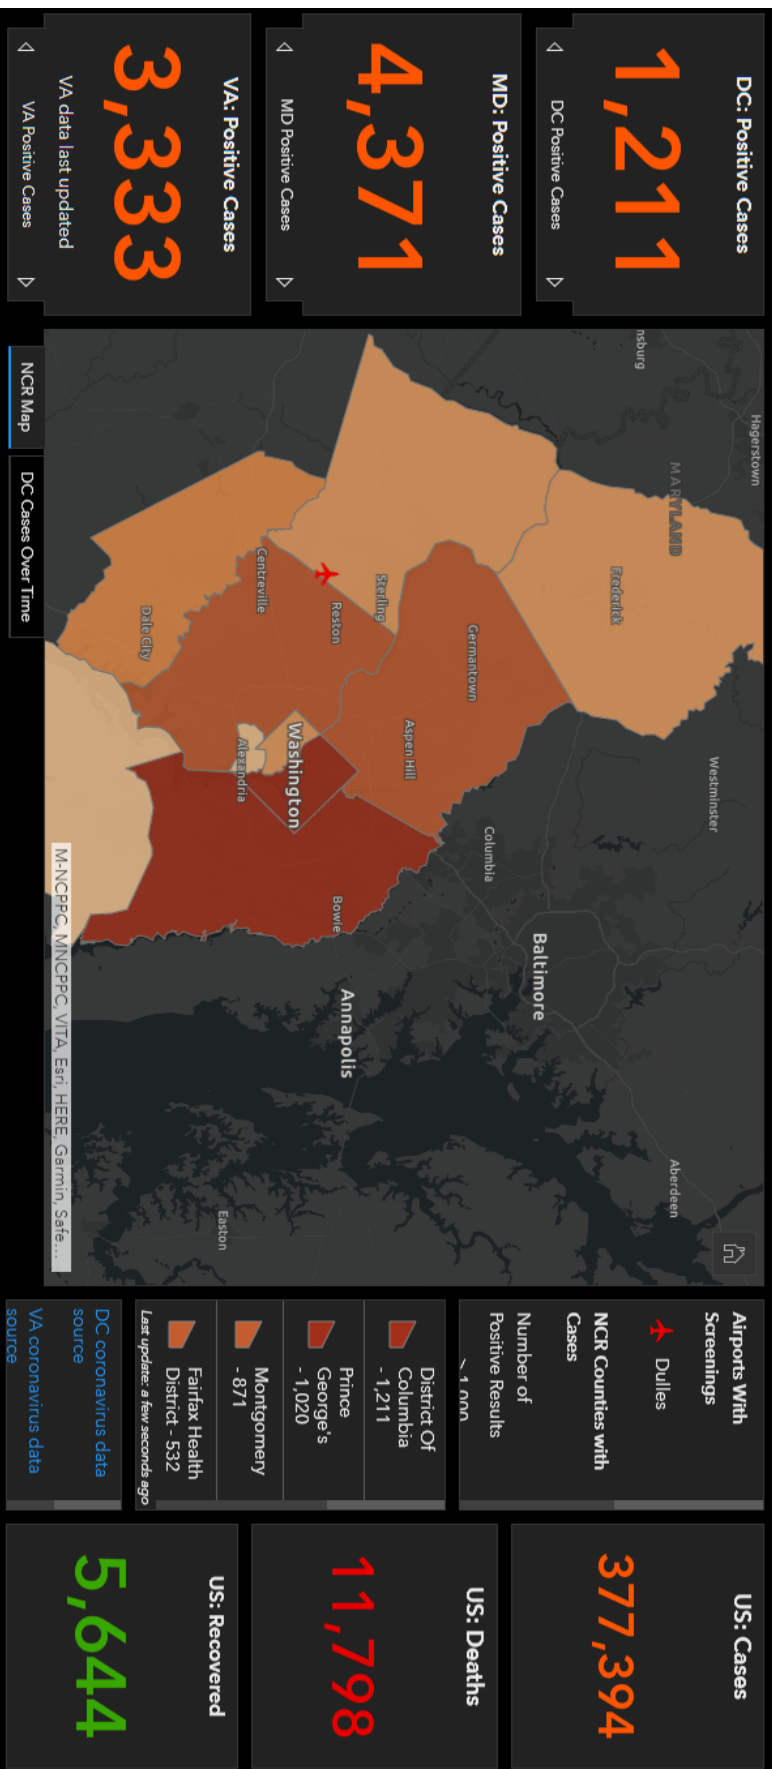 DC: Positive Cases
1,211
DC Positive Cases
MD: Positive Cases
4,371
MD Positive Cases
VA: Positive Cases
3,333
VA data last updated
VA Positive Cases
Hagerstown
nsburg
MARYLAND
Frederick
Westminster
Germantown
Sterling
Reston
Centreville
Dale City
Aspen Hill
Washington
Alexandria
Columbia
Bowie
Baltimore
Annapolis
Aberdeen
Easton
M-NCPPC, MNCPPC, VITA, Esri, HERE, Garmin, Safe...
NCR Map
DC Cases Over Time
Airports With
Screenings
Dulles
NCR Counties with
Cases
Number of
Positive Results
> 1,000
District Of
Columbia
- 1,211
Prince
George's
- 1,020
Montgomery
- 871
Fairfax Health
District - 532
Last update: a few seconds ago
DC coronavirus data
source
VA coronavirus data
source
US: Cases
377,394
US: Deaths
11,798
US: Recovered
5,644